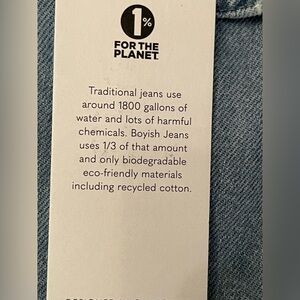 1%
FOR THE
PLANET.
Traditional jeans use
around 1800 gallons of
water and lots of harmful
chemicals. Boyish Jeans
uses 1/3 of that amount
and only biodegradable
eco-friendly materials
including recycled cotton.